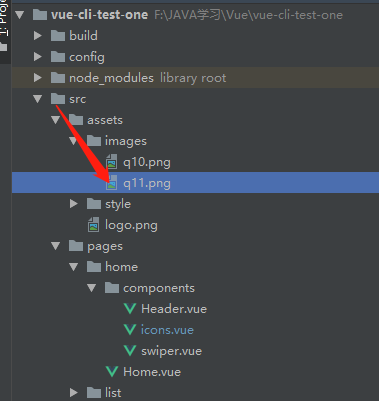 1: Project
vue-cli-test-one F:\JAVA学习\Vue\vue-cli-test-one
build
config
node_modules library root
src
assets
images
q10.png
q11.png
style
logo.png
pages
home
components
Header.vue
icons.vue
swiper.vue
Home.vue
list